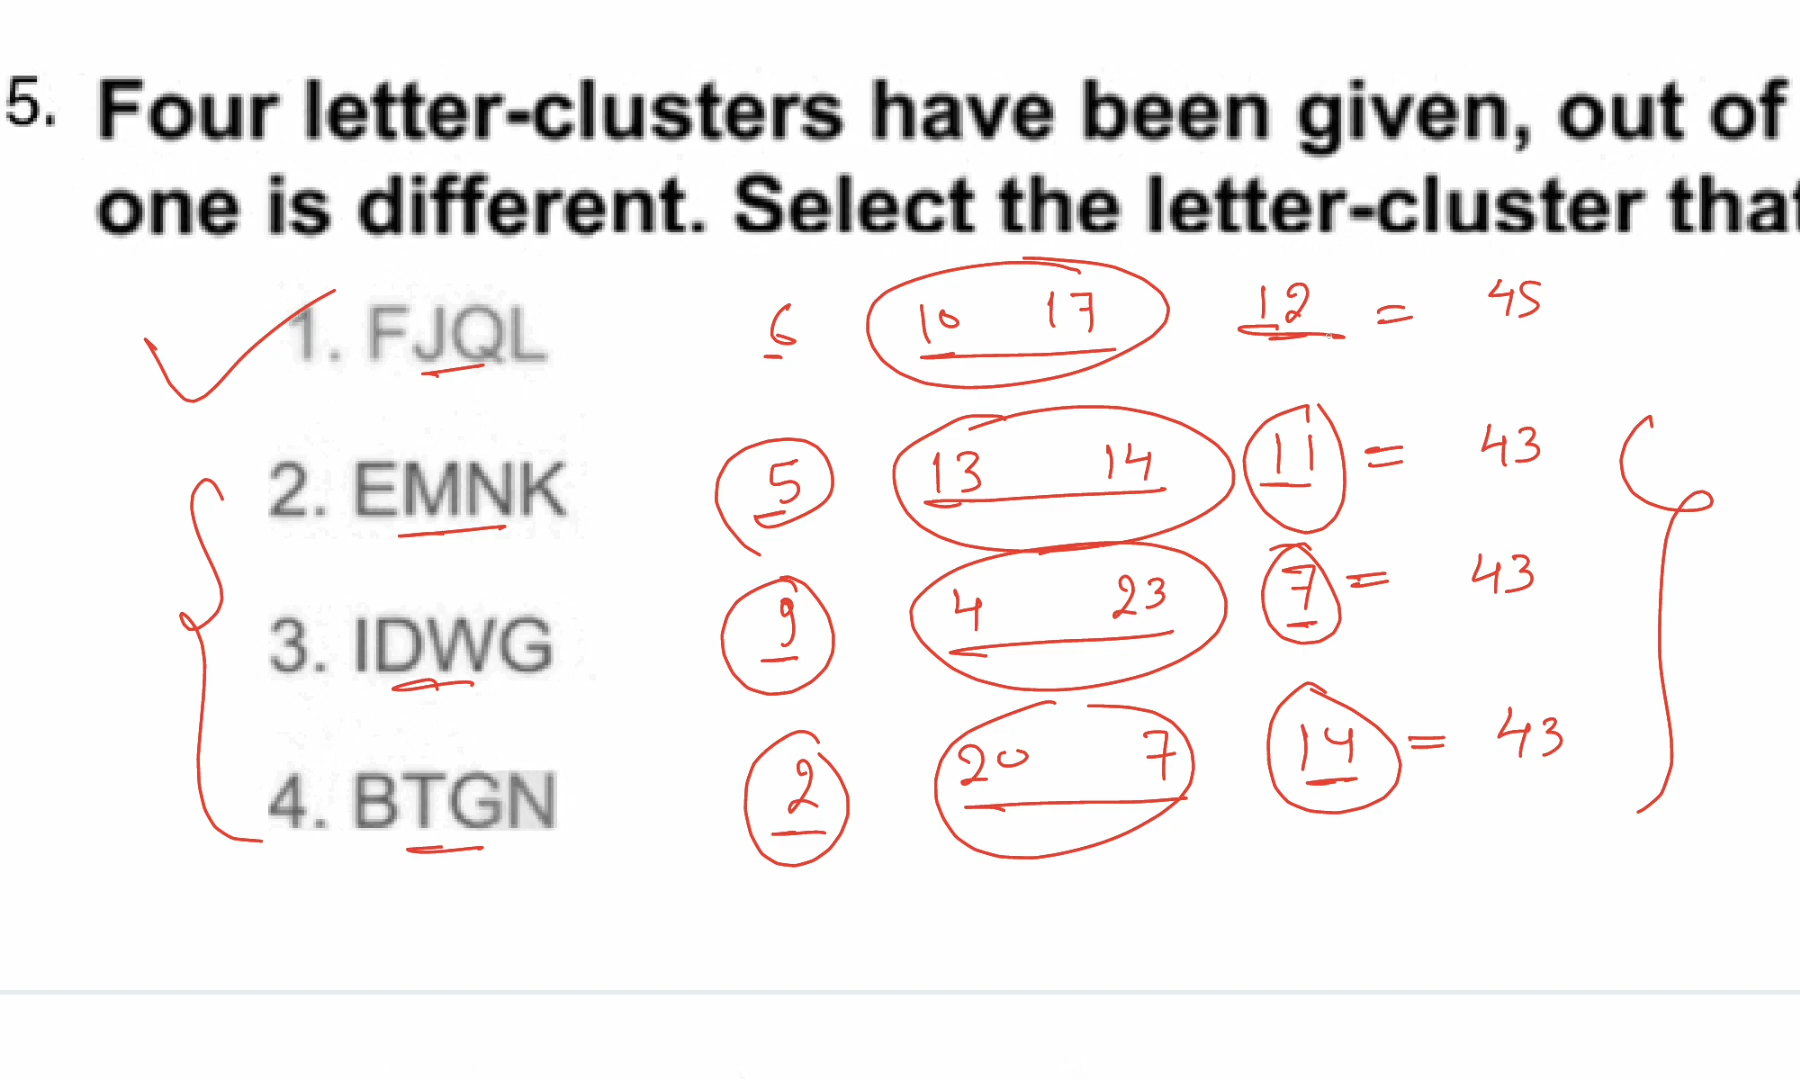 5. Four letter-clusters have been given, out of
one is different. Select the letter-cluster that
1. FJQL 6 10 17 12 = 45
2. EMNK 5 13 14 11 = 43
3. IDWG 9 4 23 7 = 43
4. BTGN 2 20 7 14 = 43